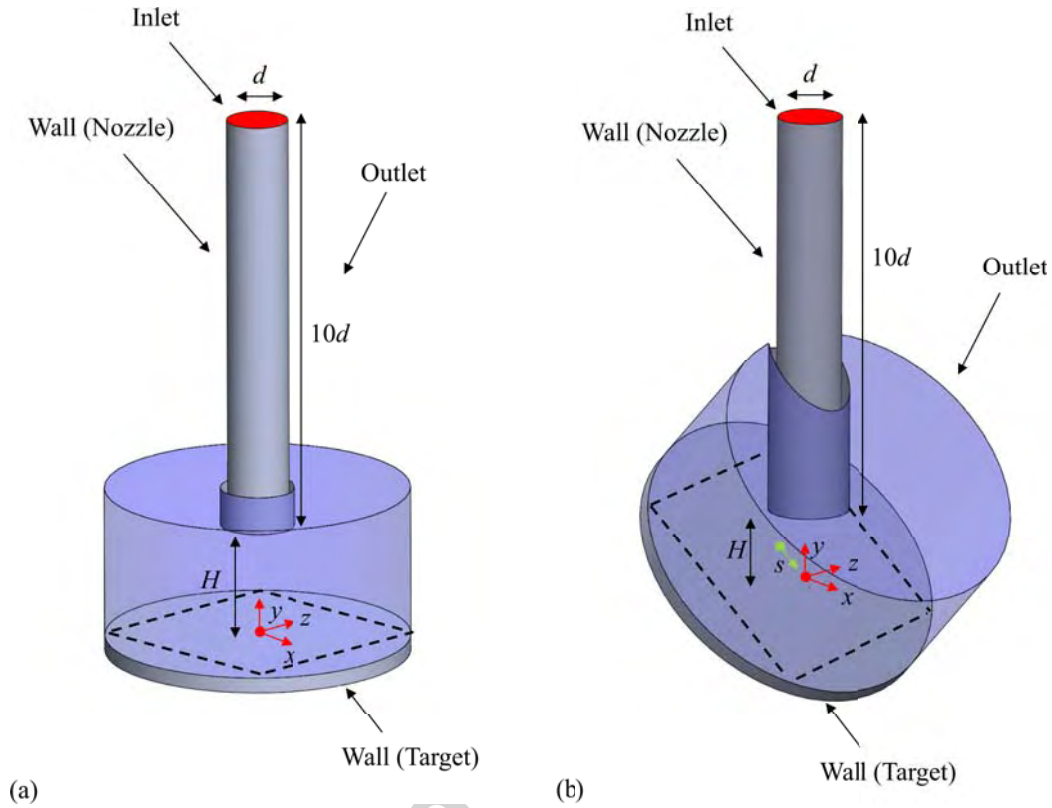 Inlet
d
Wall (Nozzle)
Outlet
10d
H
y
z
x
Wall (Target)
(a)
Inlet
d
Wall (Nozzle)
10d
Outlet
H
s
y
z
x
Wall (Target)
(b)